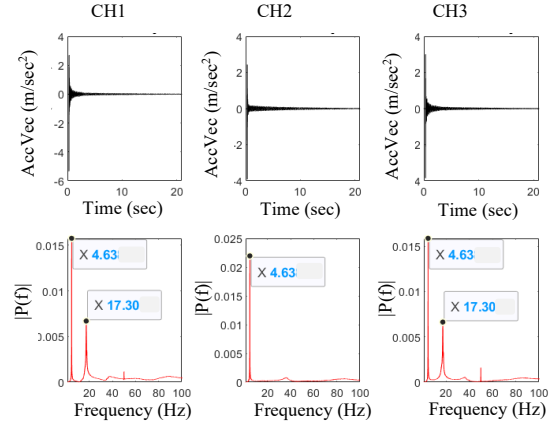 CH1 CH2 CH3
AccVec (m/sec²) 4 2 0 -2 -4 -6
0 10 20
Time (sec)
AccVec (m/sec²) 4 2 0 2 4
0 10 20
Time (sec)
AccVec (m/sec²) 4 2 0 2 4
0 10 20
Time (sec)
|P(f)| 0.015 0.01 0.005 0
X 4.63
X 17.30
20 40 60 80 100
Frequency (Hz)
|P(f)| 0.025 0.02 0.015 0.01 0.005 0
X 4.63
20 40 60 80 100
Frequency (Hz)
|P(f)| 0.015 0.01 0.005 0
X 4.63
X 17.30
20 40 60 80 100
Frequency (Hz)